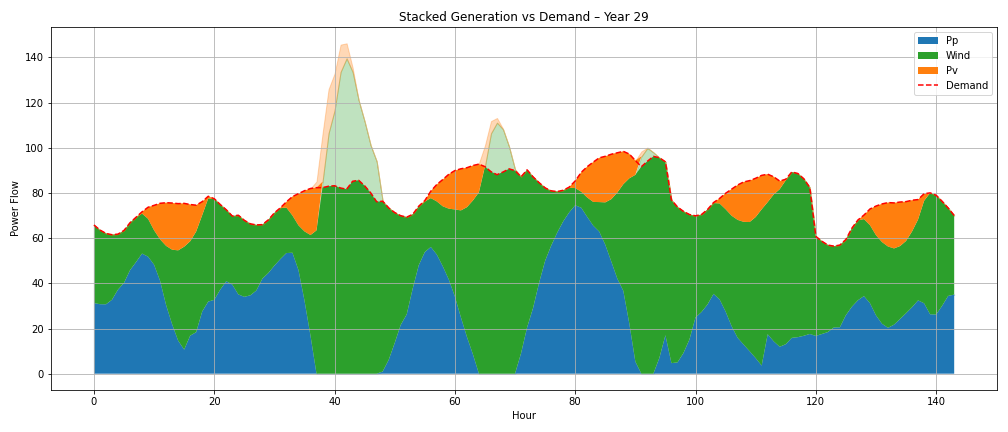 Stacked Generation vs Demand – Year 29
Pp
Wind
Pv
Demand
Power Flow
140
120
100
80
60
40
20
0
0 20 40 60 80 100 120 140
Hour